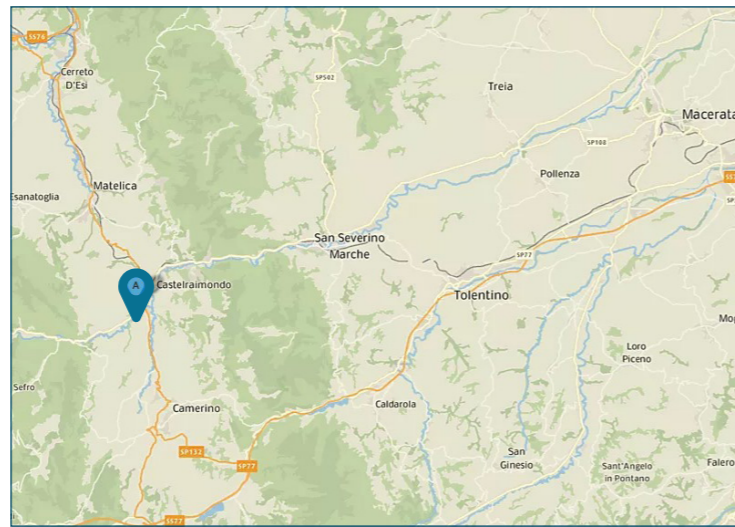 SS76
Cerreto
D'Esi
SP502
Treia
Macerata
SP108
Esanatoglia
Matelica
Pollenza
San Severino
Marche
SP77
Castelraimondo
A
Tolentino
Loro
Piceno
Sefro
Camerino
Caldarola
SP132
SP77
San
Ginesio
Sant'Angelo
in Pontano
Falero
SS77